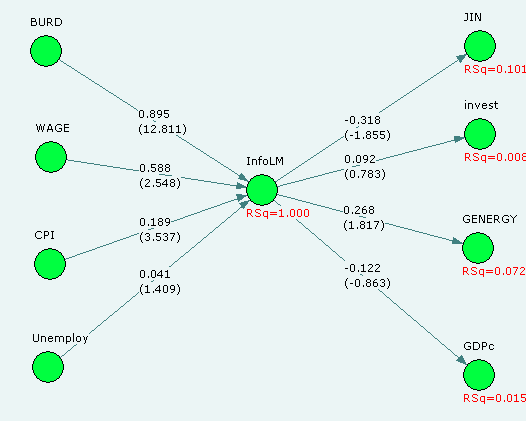 BURD
WAGE
CPI
Unemploy
0.895
(12.811)
0.588
(2.548)
0.189
(3.537)
0.041
(1.409)
InfoLM
RSq=1.000
-0.318
(-1.855)
0.092
(0.783)
0.268
(1.817)
-0.122
(-0.863)
JIN
RSq=0.101
invest
RSq=0.008
GENERGY
RSq=0.072
GDPc
RSq=0.015